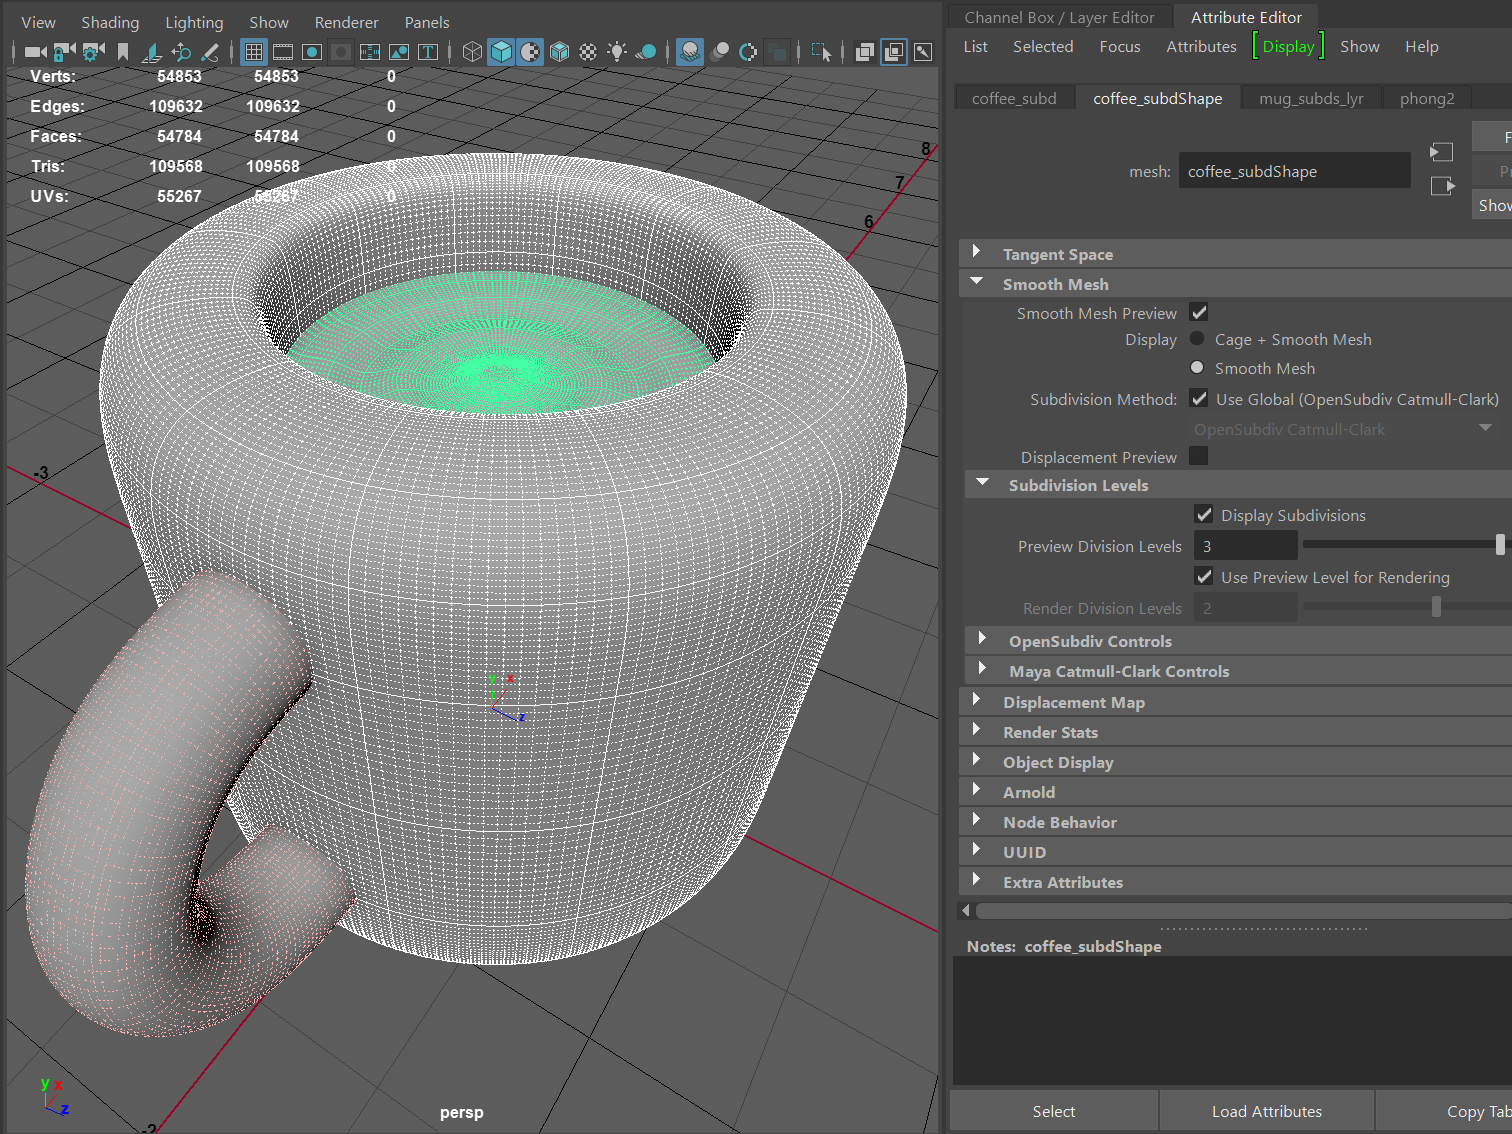 View Shading Lighting Show Renderer Panels
Verts: 54853 54853 0
Edges: 109632 109632 0
Faces: 54784 54784 0
Tris: 109568 109568
UVs: 55267 55267 0
8
7
6
-3
y x
z
y x
z
-2
persp
Channel Box / Layer Editor Attribute Editor
List Selected Focus Attributes Display Show Help
coffee_subd coffee_subdShape mug_subds_lyr phong2
mesh: coffee_subdShape
F
Pr
Show
Tangent Space
Smooth Mesh
Smooth Mesh Preview
Display Cage + Smooth Mesh
Smooth Mesh
Subdivision Method: Use Global (OpenSubdiv Catmull-Clark)
OpenSubdiv Catmull-Clark
Displacement Preview
Subdivision Levels
Display Subdivisions
Preview Division Levels 3
Use Preview Level for Rendering
Render Division Levels 2
OpenSubdiv Controls
Maya Catmull-Clark Controls
Displacement Map
Render Stats
Object Display
Arnold
Node Behavior
UUID
Extra Attributes
Notes: coffee_subdShape
Select Load Attributes Copy Tab